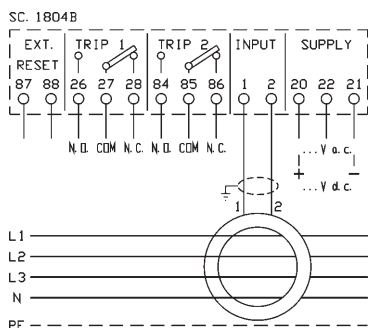 SC. 1804B
EXT. RESET TRIP 1 TRIP 2 INPUT SUPPLY
87 88 26 27 28 84 85 86 1 2 20 22 21
N.O. COM N.C. N.O. COM N.C. ...V a.c.
+ -
...V d.c.
1 2
L1
L2
L3
N
PE